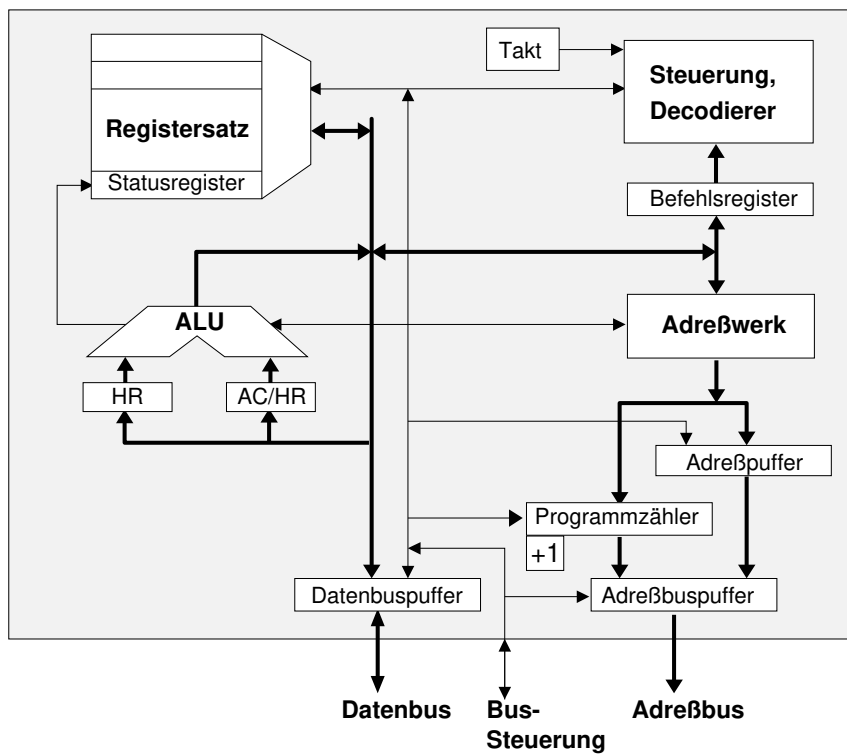 Takt
Steuerung,
Decodierer
Registersatz
Statusregister
Befehlsregister
ALU
Adreßwerk
HR
AC/HR
Adreßpuffer
Programmzähler
+1
Datenbuspuffer
Adreßbuspuffer
Datenbus
Bus-
Steuerung
Adreßbus